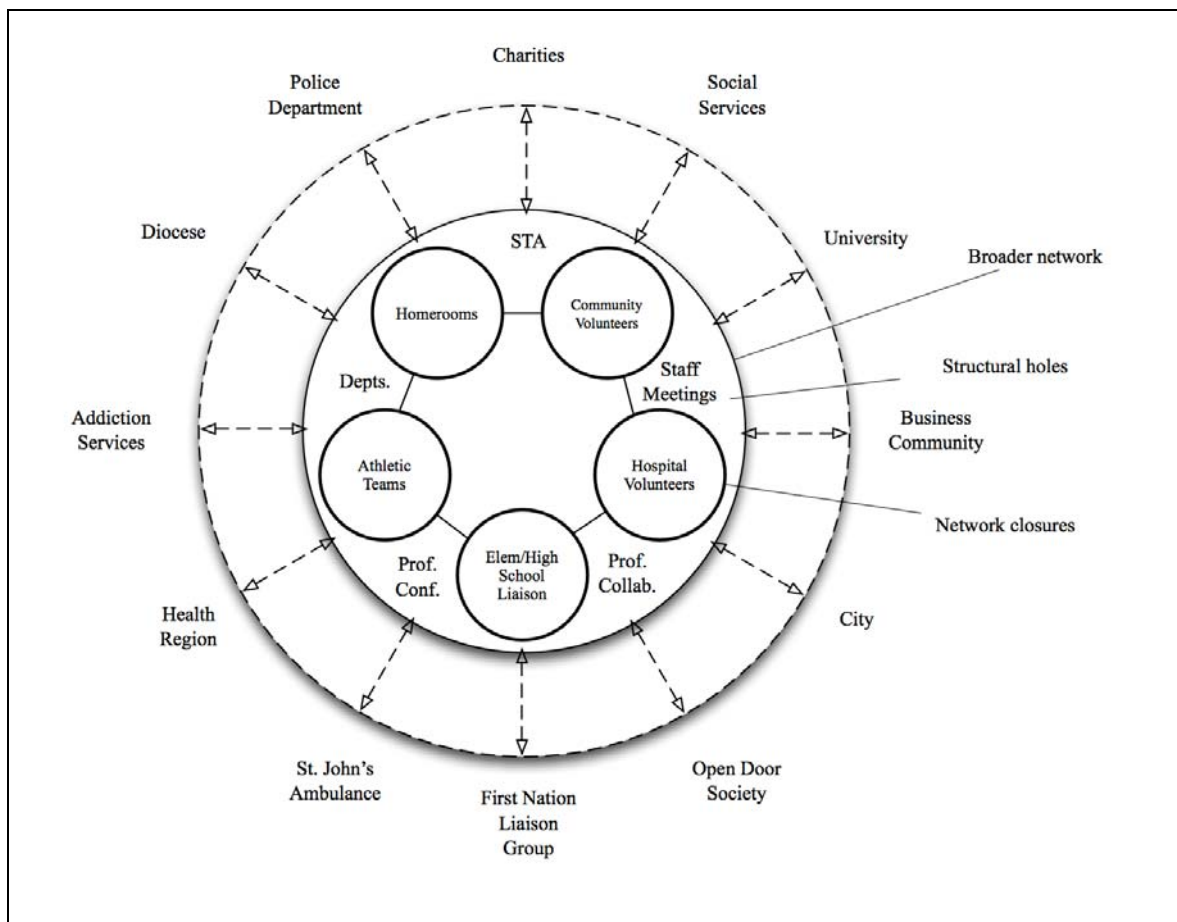 Charities
Police
Department
Social
Services
Diocese
University
Broader network
STA
Homerooms
Community
Volunteers
Depts.
Staff
Meetings
Structural holes
Addiction
Services
Business
Community
Athletic
Teams
Hospital
Volunteers
Network closures
Prof.
Conf.
Elem/High
School
Liaison
Prof.
Collab.
Health
Region
City
St. John’s
Ambulance
First Nation
Liaison
Group
Open Door
Society